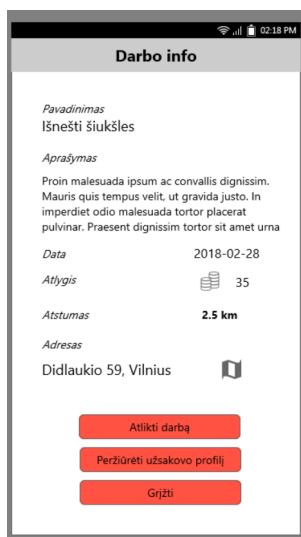 02:18 PM
Darbo info
Pavadinimas
Išnešti šiukšles
Aprašymas
Proin malesuada ipsum ac convallis dignissim.
Mauris quis tempus velit, ut gravida justo. In
imperdiet odio malesuada tortor placerat
pulvinar. Praesent dignissim tortor sit amet urna
Data 2018-02-28
Atlygis 35
Atstumas 2.5 km
Adresas
Didlaukio 59, Vilnius
Atlikti darbą
Peržiūrėti užsakovo profilį
Grįžti